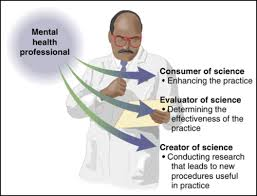 Mental
health
professional
Consumer of science
• Enhancing the practice
Evaluator of science
• Determining the
effectiveness of the
practice
Creator of science
• Conducting research
that leads to new
procedures useful
in practice